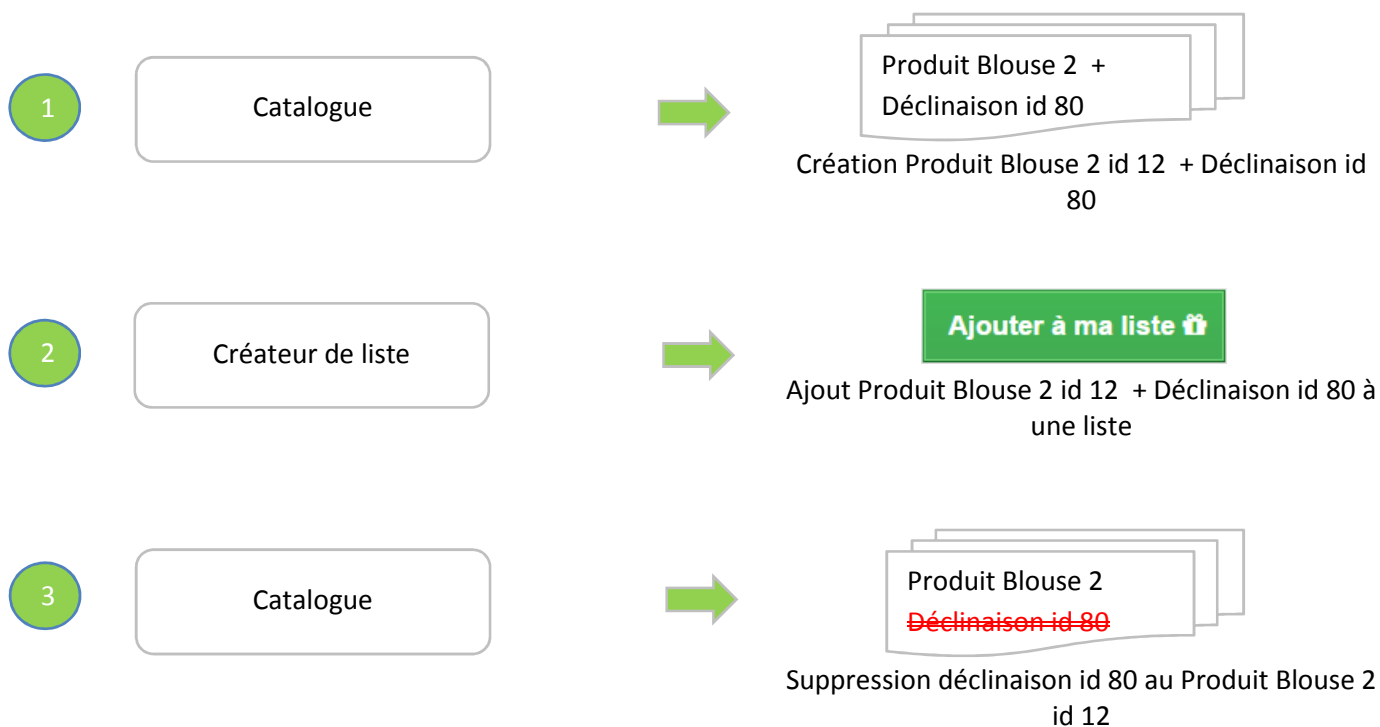 1
Catalogue
Produit Blouse 2 +
Déclinaison id 80
Création Produit Blouse 2 id 12 + Déclinaison id
80
2
Créateur de liste
Ajouter à ma liste
Ajout Produit Blouse 2 id 12 + Déclinaison id 80 à
une liste
3
Catalogue
Produit Blouse 2
Déclinaison id 80
Suppression déclinaison id 80 au Produit Blouse 2
id 12